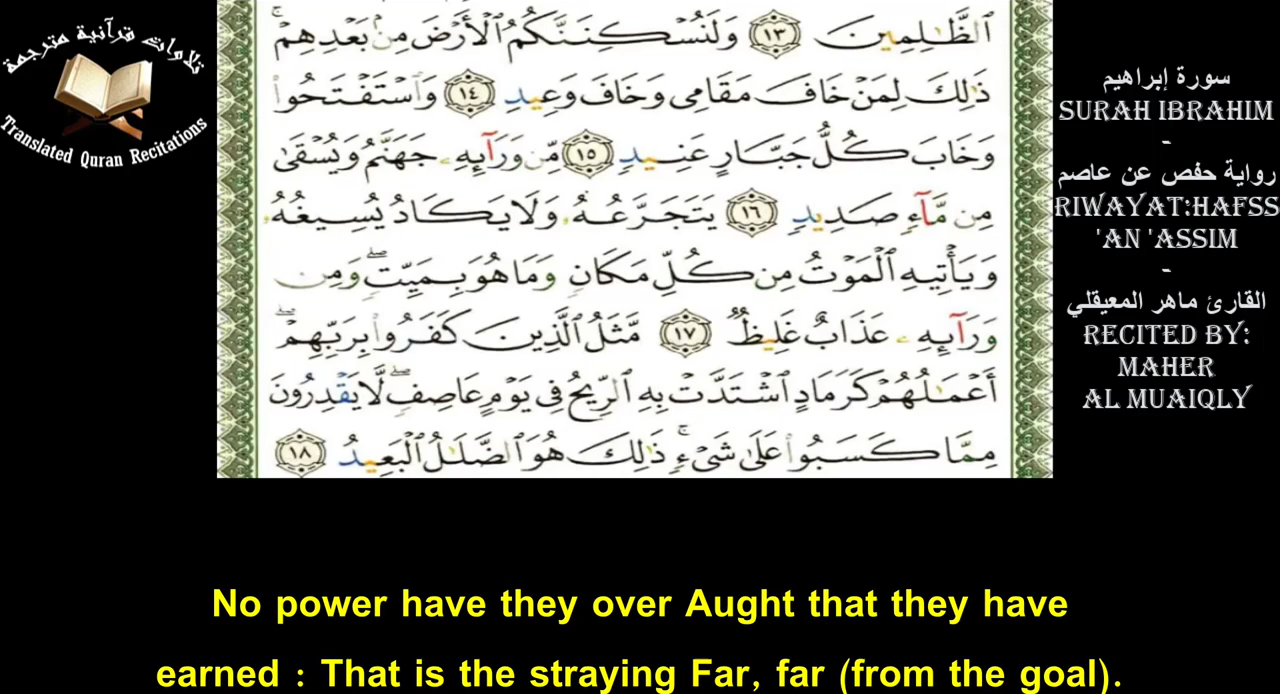 تلاوات قرآنية مترجمة
Translated Quran Recitations
ٱلظَّـٰلِمِينَ ١٣ وَلَنُسْكِنَنَّكُمُ ٱلْأَرْضَ مِنۢ بَعْدِهِمْ ۚ
ذَٰلِكَ لِمَنْ خَافَ مَقَامِى وَخَافَ وَعِيدِ ١٤ وَٱسْتَفْتَحُوا۟
وَخَابَ كُلُّ جَبَّارٍ عَنِيدٍ ١٥ مِّن وَرَآئِهِۦ جَهَنَّمُ وَيُسْقَىٰ
مِن مَّآءٍ صَدِيدٍ ١٦ يَتَجَرَّعُهُۥ وَلَا يَكَادُ يُسِيغُهُۥ
وَيَأْتِيهِ ٱلْمَوْتُ مِن كُلِّ مَكَانٍ وَمَا هُوَ بِمَيِّتٍ ۖ وَمِن
وَرَآئِهِۦ عَذَابٌ غَلِيظٌ ١٧ مَّثَلُ ٱلَّذِينَ كَفَرُوا۟ بِرَبِّهِمْ ۖ
أَعْمَـٰلُهُمْ كَرَمَادٍ ٱشْتَدَّتْ بِهِ ٱلرِّيحُ فِى يَوْمٍ عَاصِفٍ ۖ لَّا يَقْدِرُونَ
مِمَّا كَسَبُوا۟ عَلَىٰ شَىْءٍ ۚ ذَٰلِكَ هُوَ ٱلضَّلَـٰلُ ٱلْبَعِيدُ ١٨
سورة إبراهيم
SURAH IBRAHIM
-
رواية حفص عن عاصم
RIWAYAT:HAFSS
'AN 'ASSIM
-
القارئ ماهر المعيقلي
RECITED BY:
MAHER
AL MUAIQLY
No power have they over Aught that they have
earned : That is the straying Far, far (from the goal).